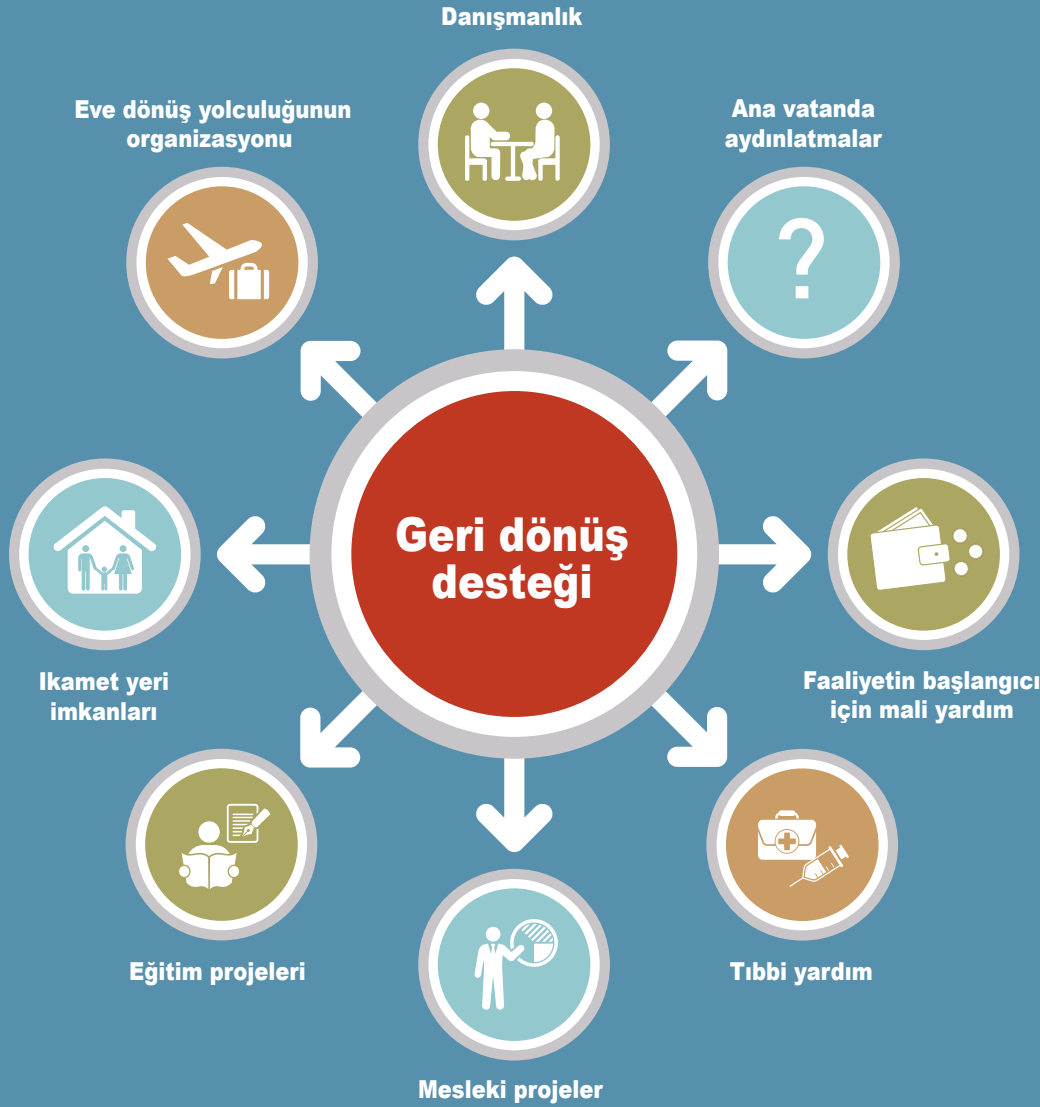 Danışmanlık
Eve dönüş yolculuğunun
organizasyonu
Ana vatanda
aydınlatmalar
Geri dönüş
desteği
Ikamet yeri
imkanları
Faaliyetin başlangıcı
için mali yardım
Eğitim projeleri
Tıbbi yardım
Mesleki projeler